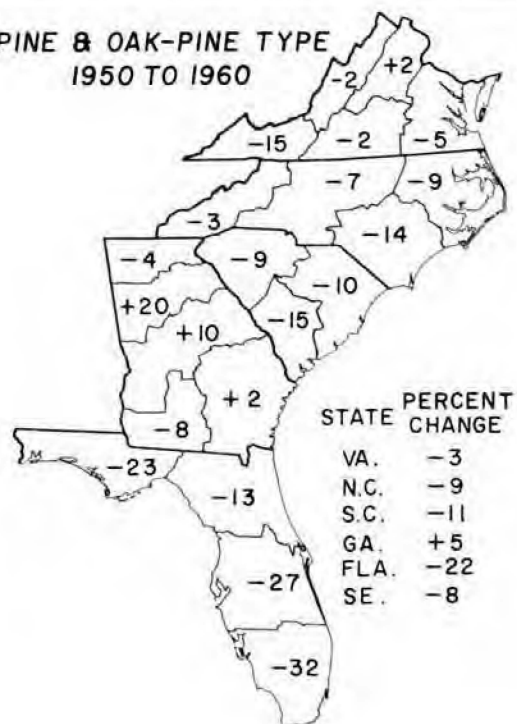 PINE & OAK-PINE TYPE
1950 TO 1960
-2
+2
-15
-2
-5
-7
-9
-3
-14
-4
-9
-10
+20
+10
-15
+2
-8
-23
-13
-27
-32
STATE PERCENT CHANGE
VA. -3
N.C. -9
S.C. -11
GA. +5
FLA. -22
SE. -8